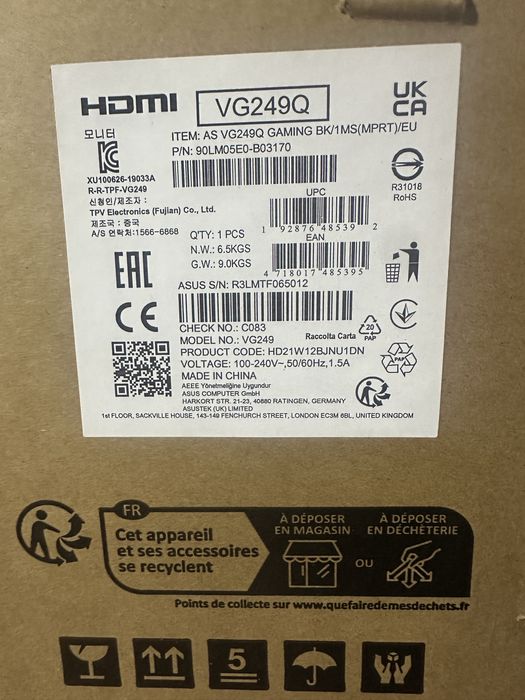 HDMI
VG249Q
UK
CA
모니터
ITEM: AS VG249Q GAMING BK/1MS(MPRT)/EU
P/N: 90LM05E0-B03170
XU100626-19033A
R-R-TPF-VG249
신청인/제조자 :
TPV Electronics (Fujian) Co., Ltd.
제조국 : 중국
A/S 연락처:1566-6868
R31018
RoHS
UPC
1 92876 48539 2
EAN
4 718017 485395
Q'TY: 1 PCS
N.W.: 6.5KGS
G.W.: 9.0KGS
EAC
CE
ASUS S/N: R3LMTF065012
CHECK NO.: C083
Raccolta Carta
20
PAP
MODEL NO.: VG249
PRODUCT CODE: HD21W12BJNU1DN
VOLTAGE: 100-240V~,50/60Hz,1.5A
PAP
MADE IN CHINA
AEEE Yönetmeliğine Uygundur
ASUS COMPUTER GmbH
HARKORT STR. 21-23, 40880 RATINGEN, GERMANY
ASUSTEK (UK) LIMITED
1st FLOOR, SACKVILLE HOUSE, 143-149 FENCHURCH STREET, LONDON EC3M 6BL, UNITED KINGDOM
FR
Cet appareil
et ses accessoires
se recyclent
À DÉPOSER
EN MAGASIN
OU
À DÉPOSER
EN DÉCHÈTERIE
Points de collecte sur www.quefairedemesdechets.fr
5